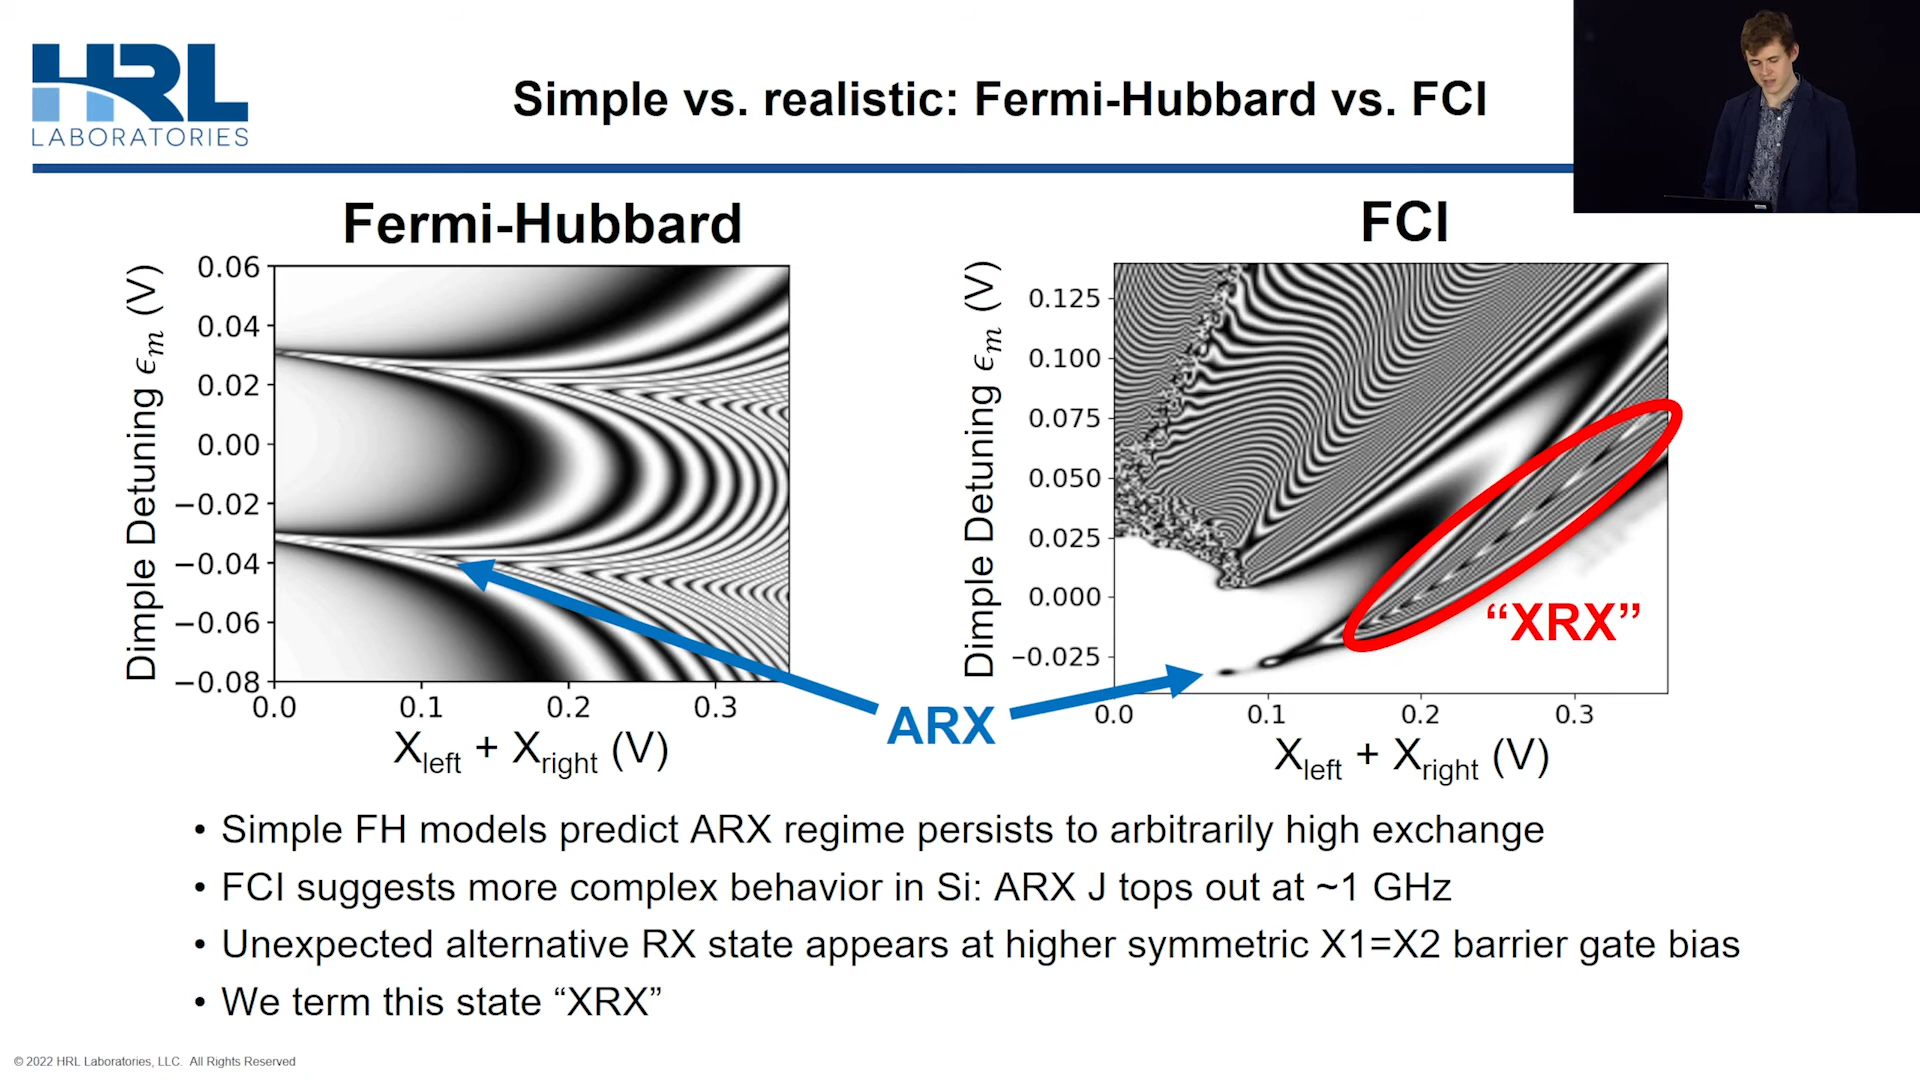 HRL
LABORATORIES
Simple vs. realistic: Fermi-Hubbard vs. FCI
Fermi-Hubbard
Dimple Detuning ϵm (V)
0.06
0.04
0.02
0.00
−0.02
−0.04
−0.06
−0.08
0.0 0.1 0.2 0.3
Xleft + Xright (V)
FCI
Dimple Detuning ϵm (V)
0.125
0.100
0.075
0.050
0.025
0.000
−0.025
0.0 0.1 0.2 0.3
Xleft + Xright (V)
“XRX”
ARX
• Simple FH models predict ARX regime persists to arbitrarily high exchange
• FCI suggests more complex behavior in Si: ARX J tops out at ~1 GHz
• Unexpected alternative RX state appears at higher symmetric X1=X2 barrier gate bias
• We term this state “XRX”
© 2022 HRL Laboratories, LLC. All Rights Reserved